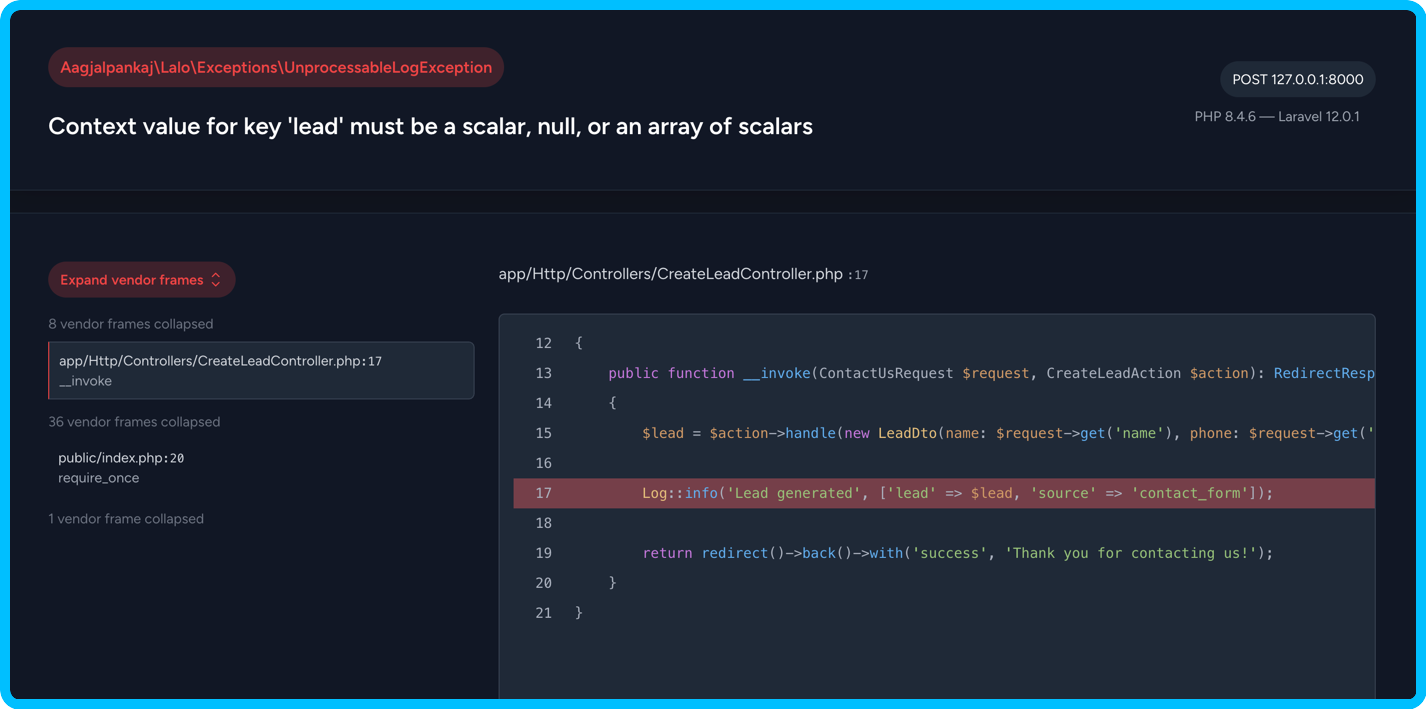 Aagjalpankaj\Lalo\Exceptions\UnprocessableLogException
POST 127.0.0.1:8000
Context value for key 'lead' must be a scalar, null, or an array of scalars
PHP 8.4.6 — Laravel 12.0.1
Expand vendor frames
8 vendor frames collapsed
app/Http/Controllers/CreateLeadController.php:17
__invoke
36 vendor frames collapsed
public/index.php:20
require_once
1 vendor frame collapsed
app/Http/Controllers/CreateLeadController.php :17
12 {
13 public function __invoke(ContactUsRequest $request, CreateLeadAction $action): RedirectResp
14 {
15 $lead = $action->handle(new LeadDto(name: $request->get('name'), phone: $request->get('
16
17 Log::info('Lead generated', ['lead' => $lead, 'source' => 'contact_form']);
18
19 return redirect()->back()->with('success', 'Thank you for contacting us!');
20 }
21 }